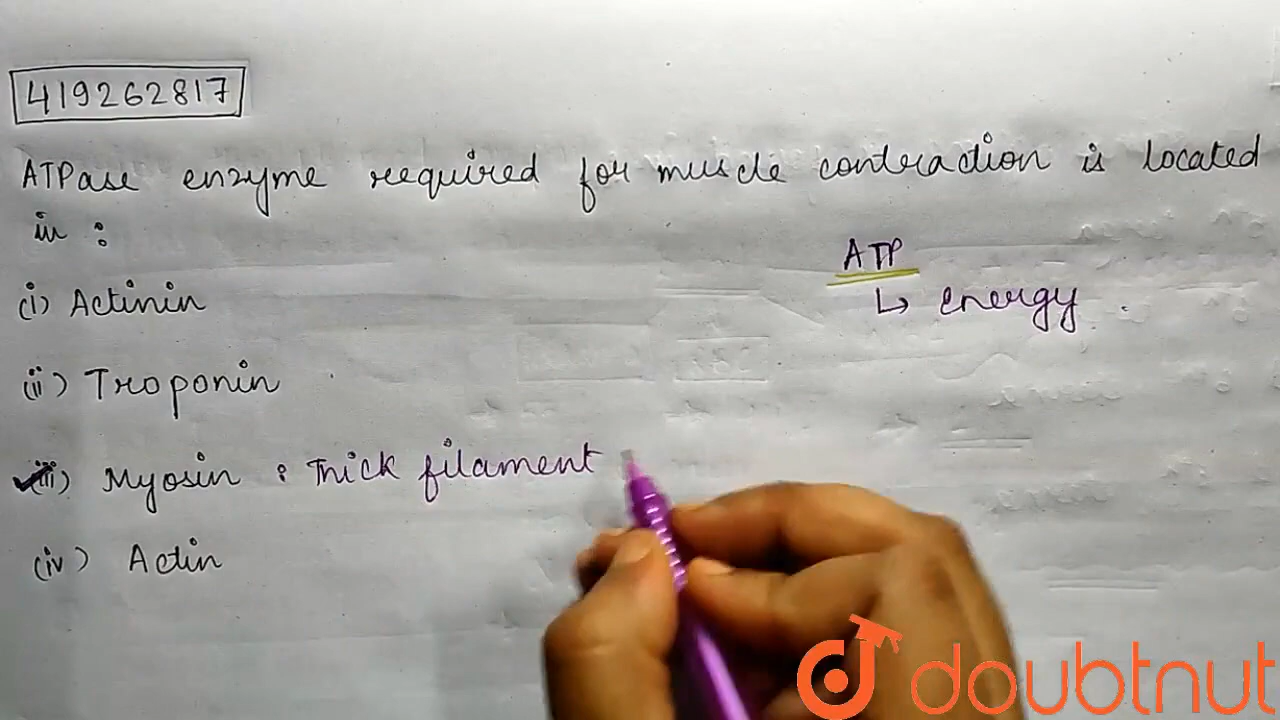 419262817
ATPase enzyme required for muscle contraction is located
in :
ATP
(i) Actinin
↳ energy .
(ii) Troponin
(iii) Myosin : Thick filament
(iv) Actin
doubtnut